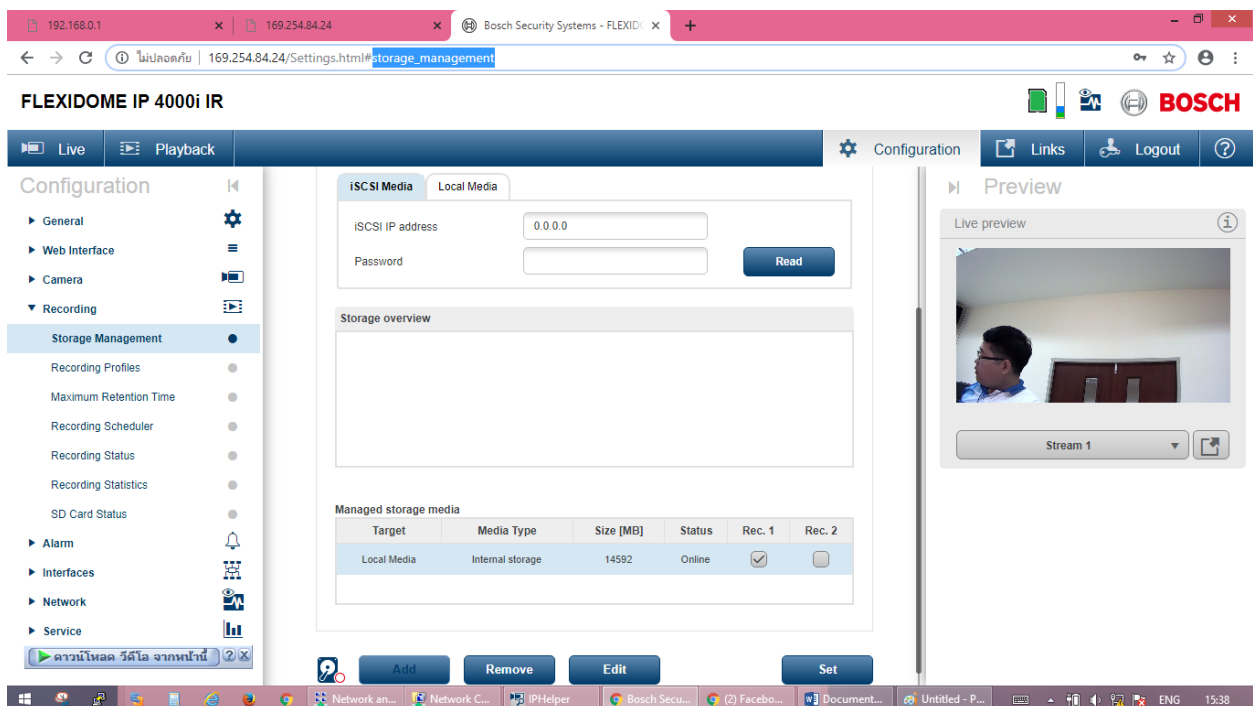 192.168.0.1
169.254.84.24
Bosch Security Systems - FLEXID
ไม่ปลอดภัย | 169.254.84.24/Settings.html#storage_management
FLEXIDOME IP 4000i IR
BOSCH
Live
Playback
Configuration
Links
Logout
Configuration
General
Web Interface
Camera
Recording
Storage Management
Recording Profiles
Maximum Retention Time
Recording Scheduler
Recording Status
Recording Statistics
SD Card Status
Alarm
Interfaces
Network
Service
ดาวน์โหลด วีดีโอ จากหน้านี้
iSCSI Media
Local Media
iSCSI IP address
0.0.0.0
Password
Read
Storage overview
Managed storage media
Target Media Type Size [MB] Status Rec. 1 Rec. 2
Local Media Internal storage 14592 Online
Add
Remove
Edit
Set
Preview
Live preview
Stream 1
Network an...
Network C...
IPHelper
Bosch Secu...
(2) Facebo...
Document...
Untitled - P...
ENG
15:38